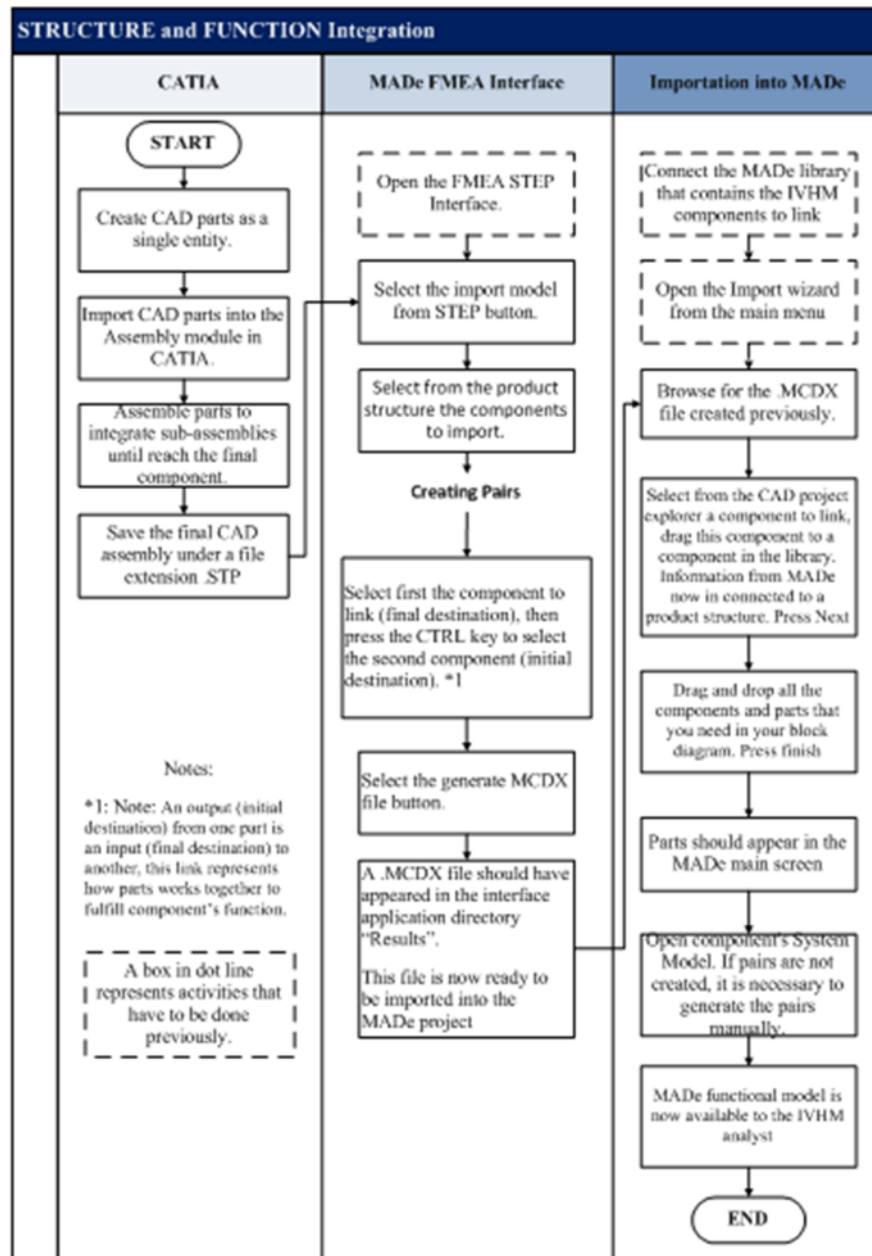 STRUCTURE and FUNCTION Integration
CATIA
START
Create CAD parts as a
single entity.
Import CAD parts into the
Assembly module in
CATIA.
Assemble parts to
integrate sub-assemblies
until reach the final
component.
Save the final CAD
assembly under a file
extension .STP
Notes:
*1: Note: An output (initial
destination) from one part is
an input (final destination) to
another, this link represents
how parts works together to
fulfill component's function.
A box in dot line
represents activities that
have to be done
previously.
MADe FMEA Interface
Open the FMEA STEP
Interface.
Select the import model
from STEP button.
Select from the product
structure the components
to import.
Creating Pairs
Select first the component to
link (final destination), then
press the CTRL key to select
the second component (initial
destination). *1
Select the generate MCDX
file button.
A .MCDX file should have
appeared in the interface
application directory
"Results".
This file is now ready to
be imported into the
MADe project
Importation into MADe
Connect the MADe library
that contains the IVHM
components to link
Open the Import wizard
from the main menu
Browse for the .MCDX
file created previously.
Select from the CAD project
explorer a component to link,
drag this component to a
component in the library.
Information from MADe
now in connected to a
product structure. Press Next
Drag and drop all the
components and parts that
you need in your block
diagram. Press finish
Parts should appear in the
MADe main screen
Open component's System
Model. If pairs are not
created, it is necessary to
generate the pairs
manually.
MADe functional model is
now available to the IVHM
analyst
END